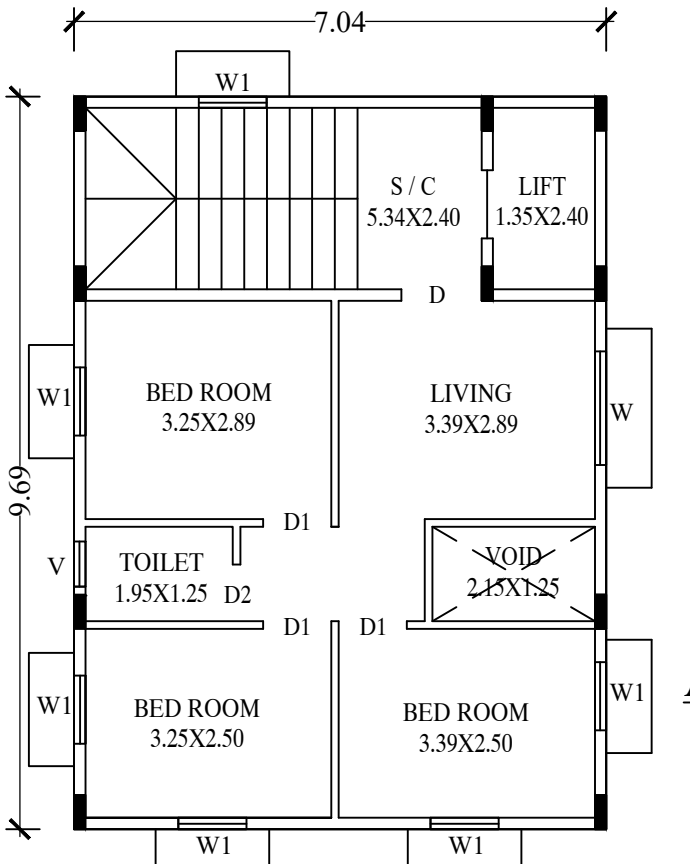 7.04
W1
S / C
5.34X2.40
LIFT
1.35X2.40
D
W1
BED ROOM
3.25X2.89
LIVING
3.39X2.89
W
9.69
D1
V
TOILET
1.95X1.25
D2
VOID
2.15X1.25
D1
D1
W1
BED ROOM
3.25X2.50
BED ROOM
3.39X2.50
W1
W1
W1